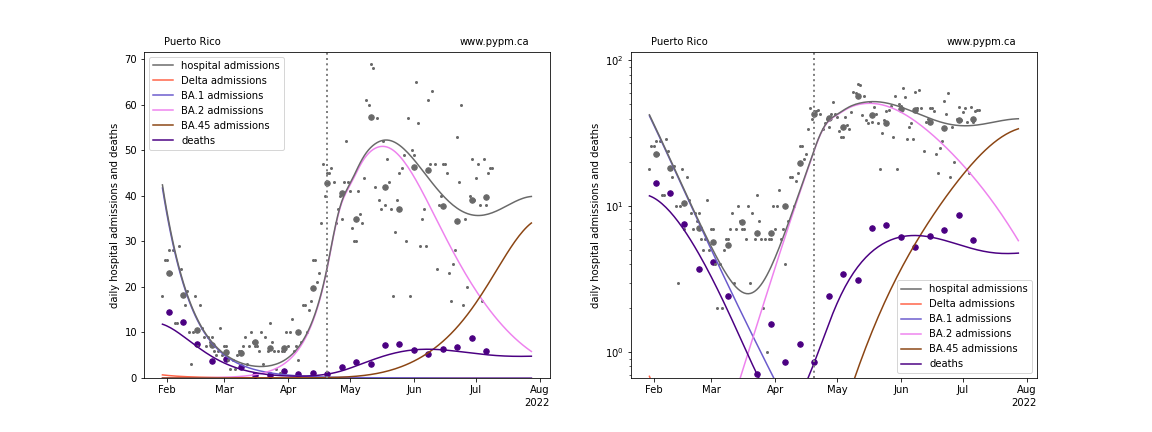 Puerto Rico www.pypm.ca
daily hospital admissions and deaths
70
60
50
40
30
20
10
0
hospital admissions
Delta admissions
BA.1 admissions
BA.2 admissions
BA.45 admissions
deaths
Feb Mar Apr May Jun Jul Aug
2022
Puerto Rico www.pypm.ca
daily hospital admissions and deaths
10²
10¹
10⁰
hospital admissions
Delta admissions
BA.1 admissions
BA.2 admissions
BA.45 admissions
deaths
Feb Mar Apr May Jun Jul Aug
2022